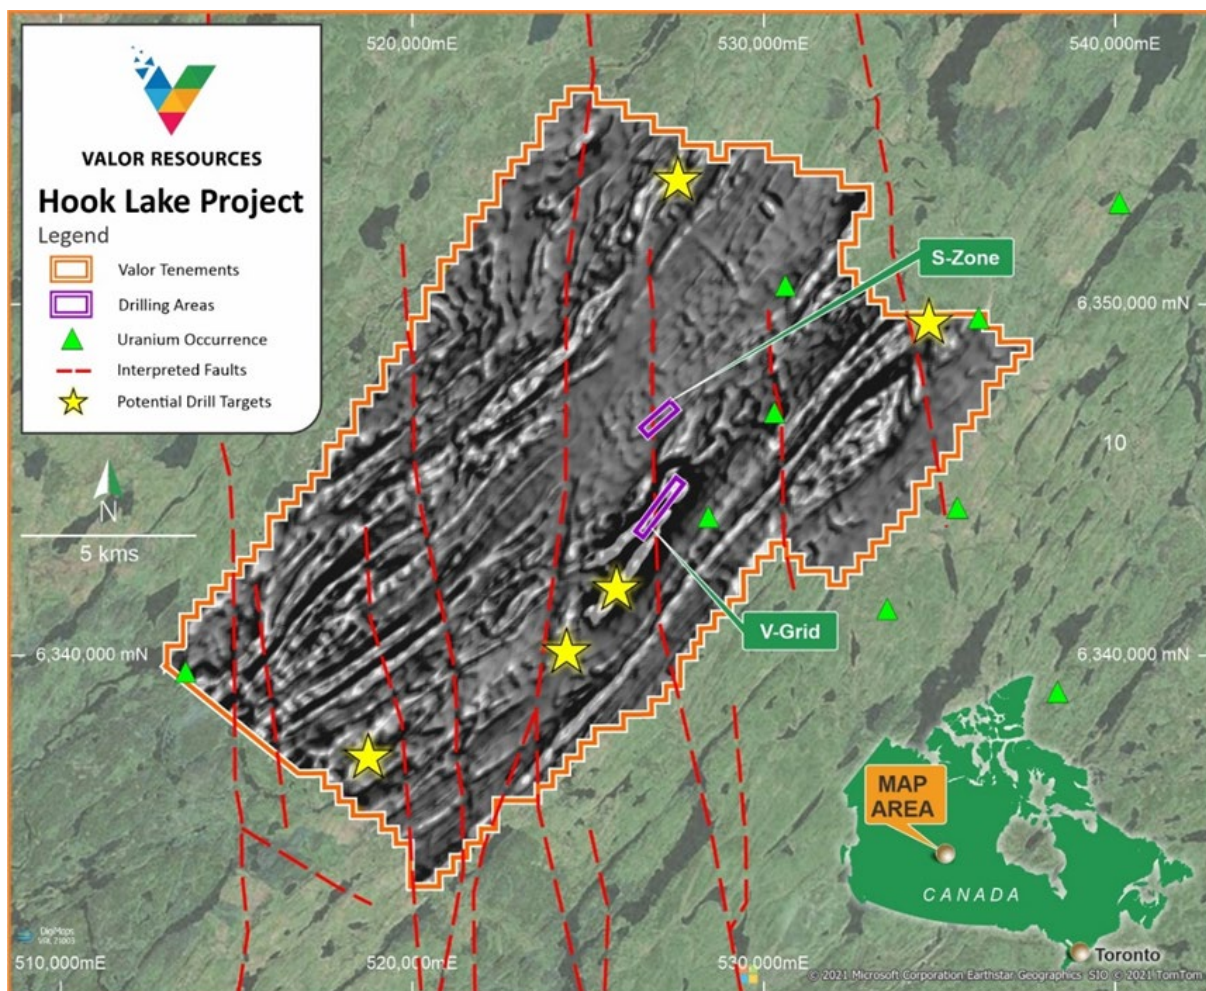 520,000mE
530,000mE
540,000mE
VALOR RESOURCES
Hook Lake Project
Legend
Valor Tenements
Drilling Areas
Uranium Occurrence
Interpreted Faults
Potential Drill Targets
S-Zone
6,350,000 mN
10
N
5 kms
V-Grid
6,340,000 mN
6,340,000 mN
MAP
AREA
CANADA
Toronto
DigMaps
510,000mE
520,000mE
530,000mE
© 2021 Microsoft Corporation Earthstar Geographics SIO © 2021 TomTom